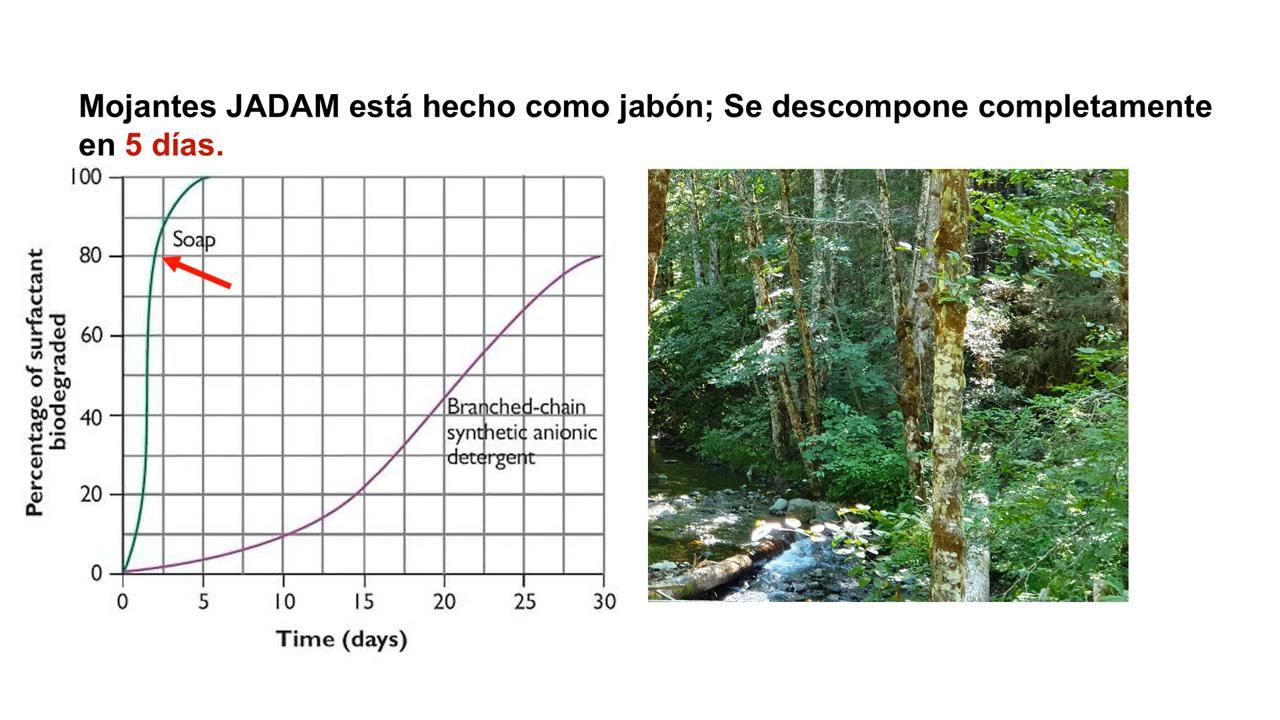 Mojantes JADAM está hecho como jabón; Se descompone completamente
en 5 días.
100
80
60
40
20
0
Percentage of surfactant
biodegraded
Soap
Branched-chain
synthetic anionic
detergent
0 5 10 15 20 25 30
Time (days)